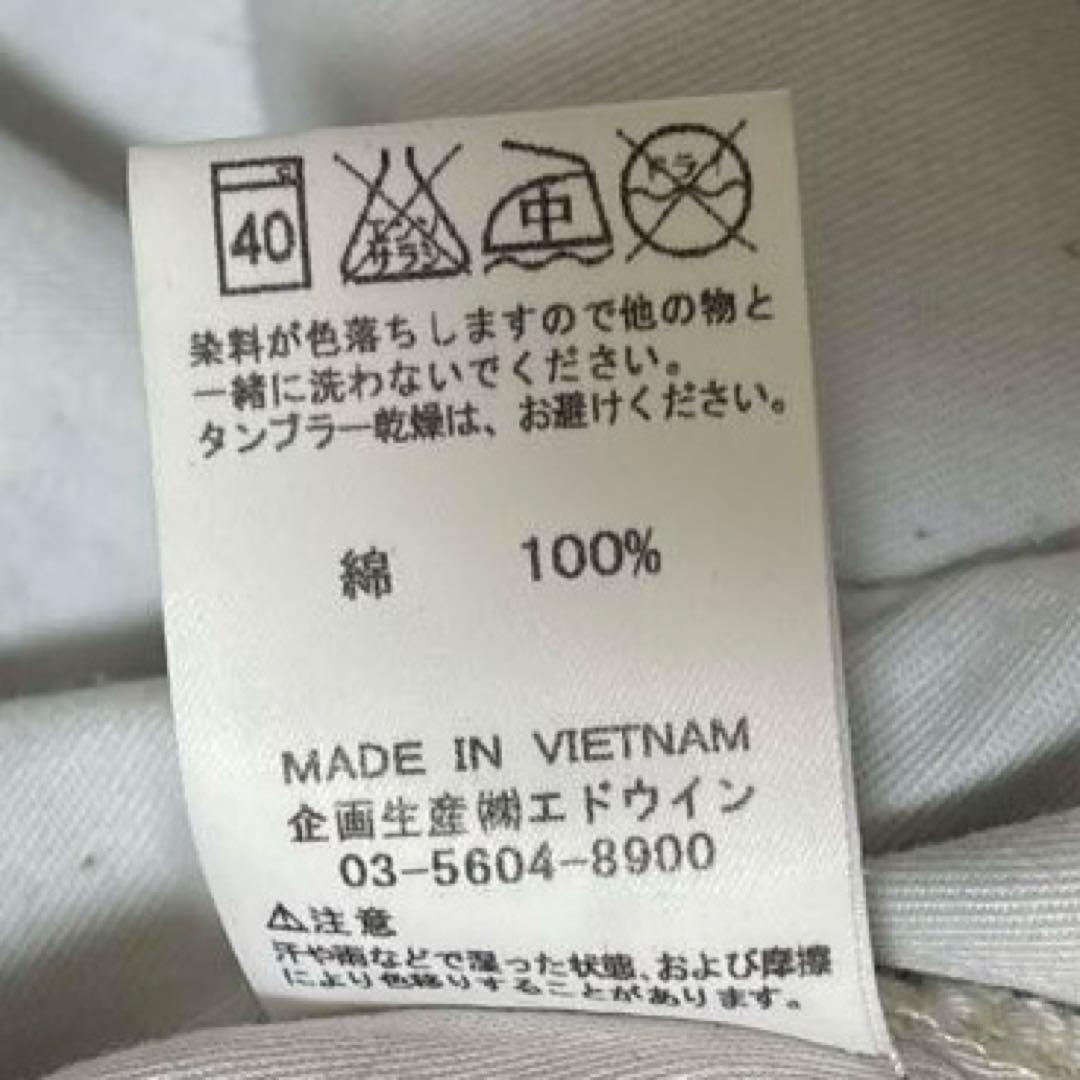 40 エンソサラシ 中 ドライ
染料が色落ちしますので他の物と
一緒に洗わないでください。
タンブラー乾燥は、お避けください。
綿 100%
MADE IN VIETNAM
企画生産㈱エドウイン
03-5604-8900
⚠注意
汗や雨などで湿った状態、および摩擦
により色移りすることがあります。